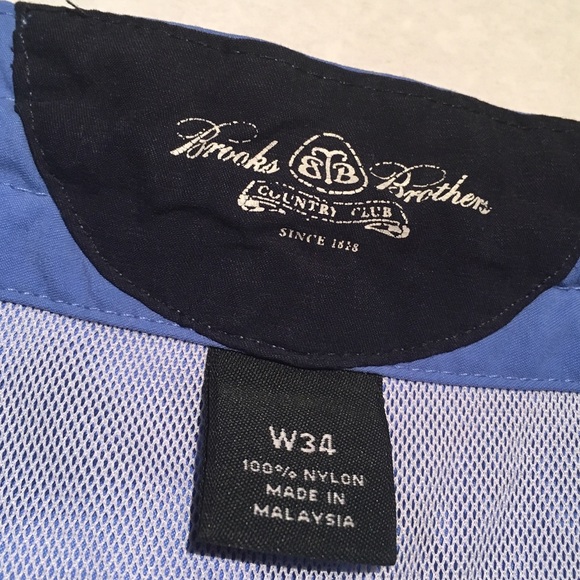 Brooks Brothers
BB
COUNTRY CLUB
SINCE 1818
W34
100% NYLON
MADE IN
MALAYSIA